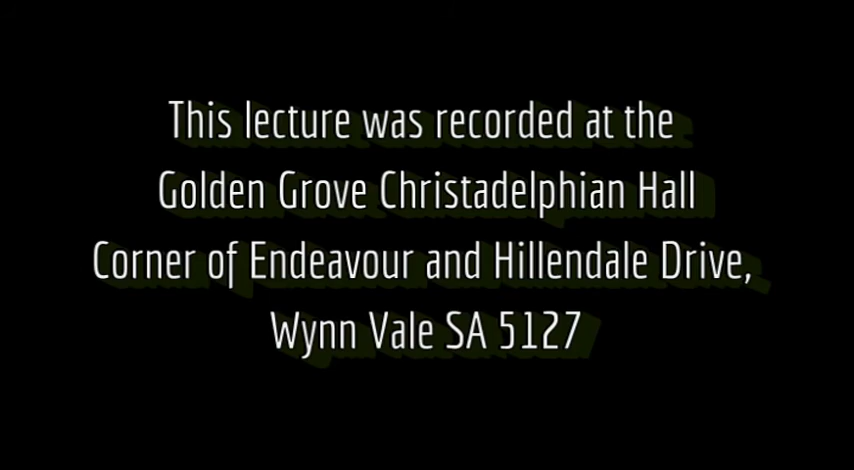 This lecture was recorded at the
Golden Grove Christadelphian Hall
Corner of Endeavour and Hillendale Drive,
Wynn Vale SA 5127